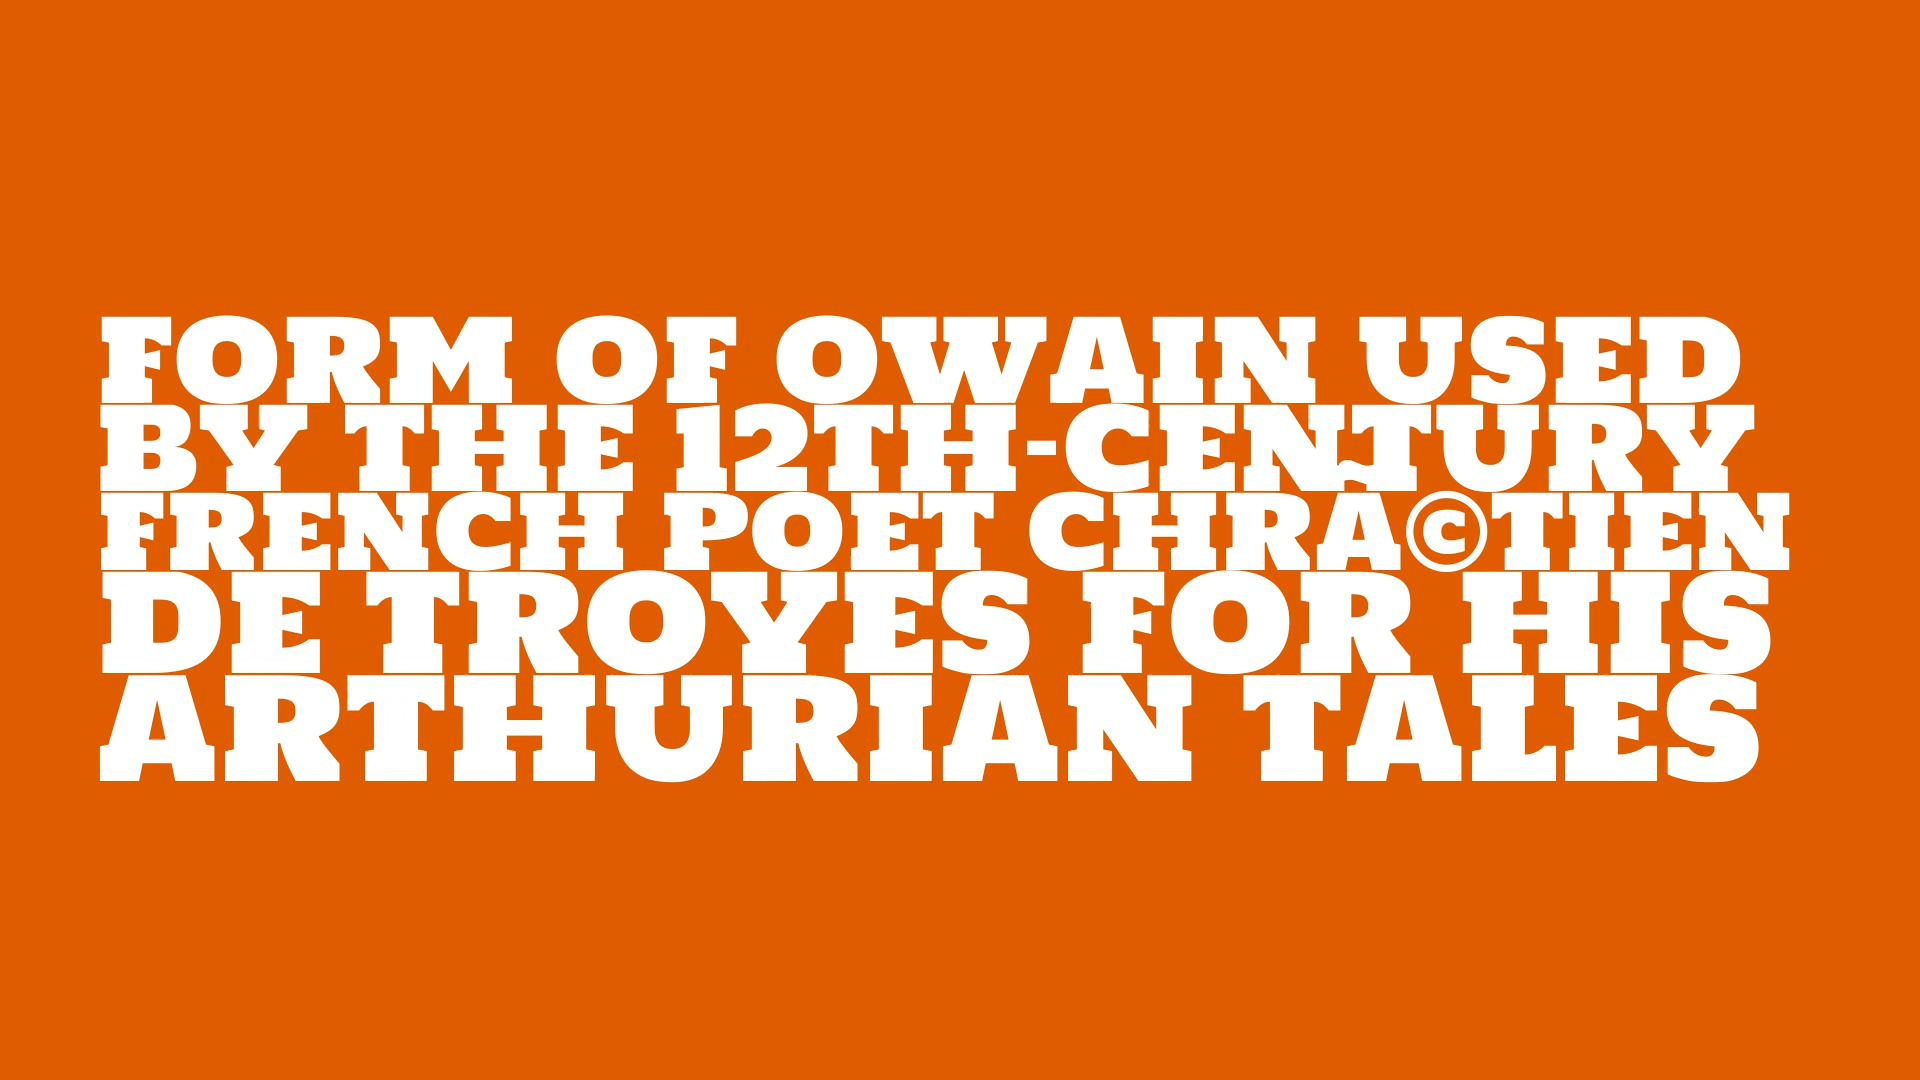 FORM OF OWAIN USED
BY THE 12TH-CENTURY
FRENCH POET CHRÃ©TIEN
DE TROYES FOR HIS
ARTHURIAN TALES